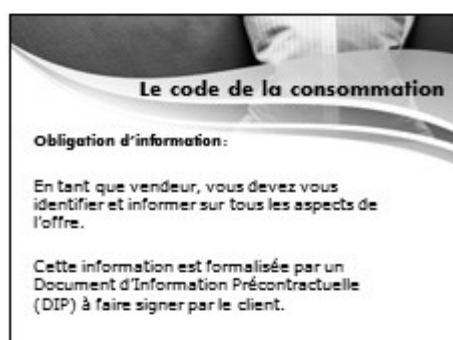 Le code de la consommation
Obligation d'information:
En tant que vendeur, vous devez vous
identifier et informer sur tous les aspects de
l'offre.
Cette information est formalisée par un
Document d'Information Précontractuelle
(DIP) à faire signer par le client.